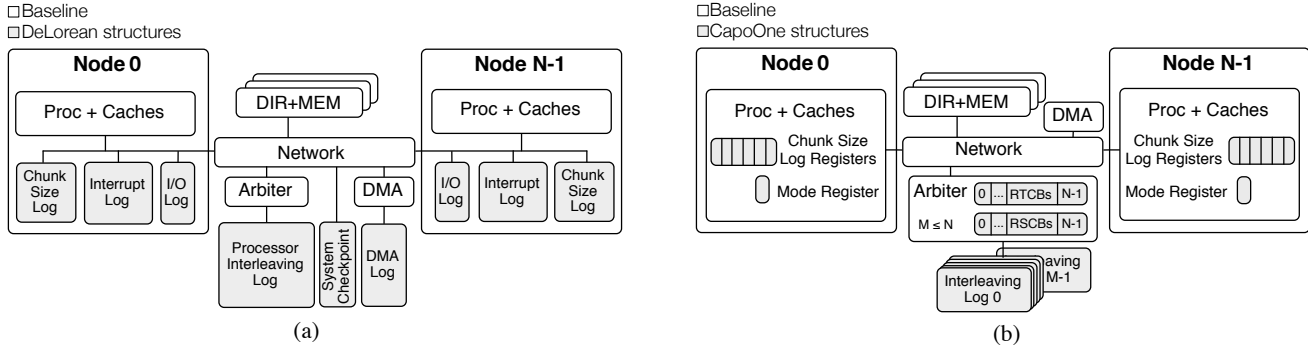 Baseline
DeLorean structures
Node 0
Proc + Caches
Chunk
Size
Log
Interrupt
Log
I/O
Log
DIR+MEM
Network
Arbiter
DMA
Processor
Interleaving
Log
System
Checkpoint
DMA
Log
Node N-1
Proc + Caches
I/O
Log
Interrupt
Log
Chunk
Size
Log
(a)
Baseline
CapoOne structures
Node 0
Proc + Caches
Chunk Size
Log Registers
Mode Register
DIR+MEM
DMA
Network
Arbiter
0 ... RTCBs N-1
M ≤ N
0 ... RSCBs N-1
Interleaving
Log 0
eaving
M-1
Node N-1
Proc + Caches
Chunk Size
Log Registers
Mode Register
(b)